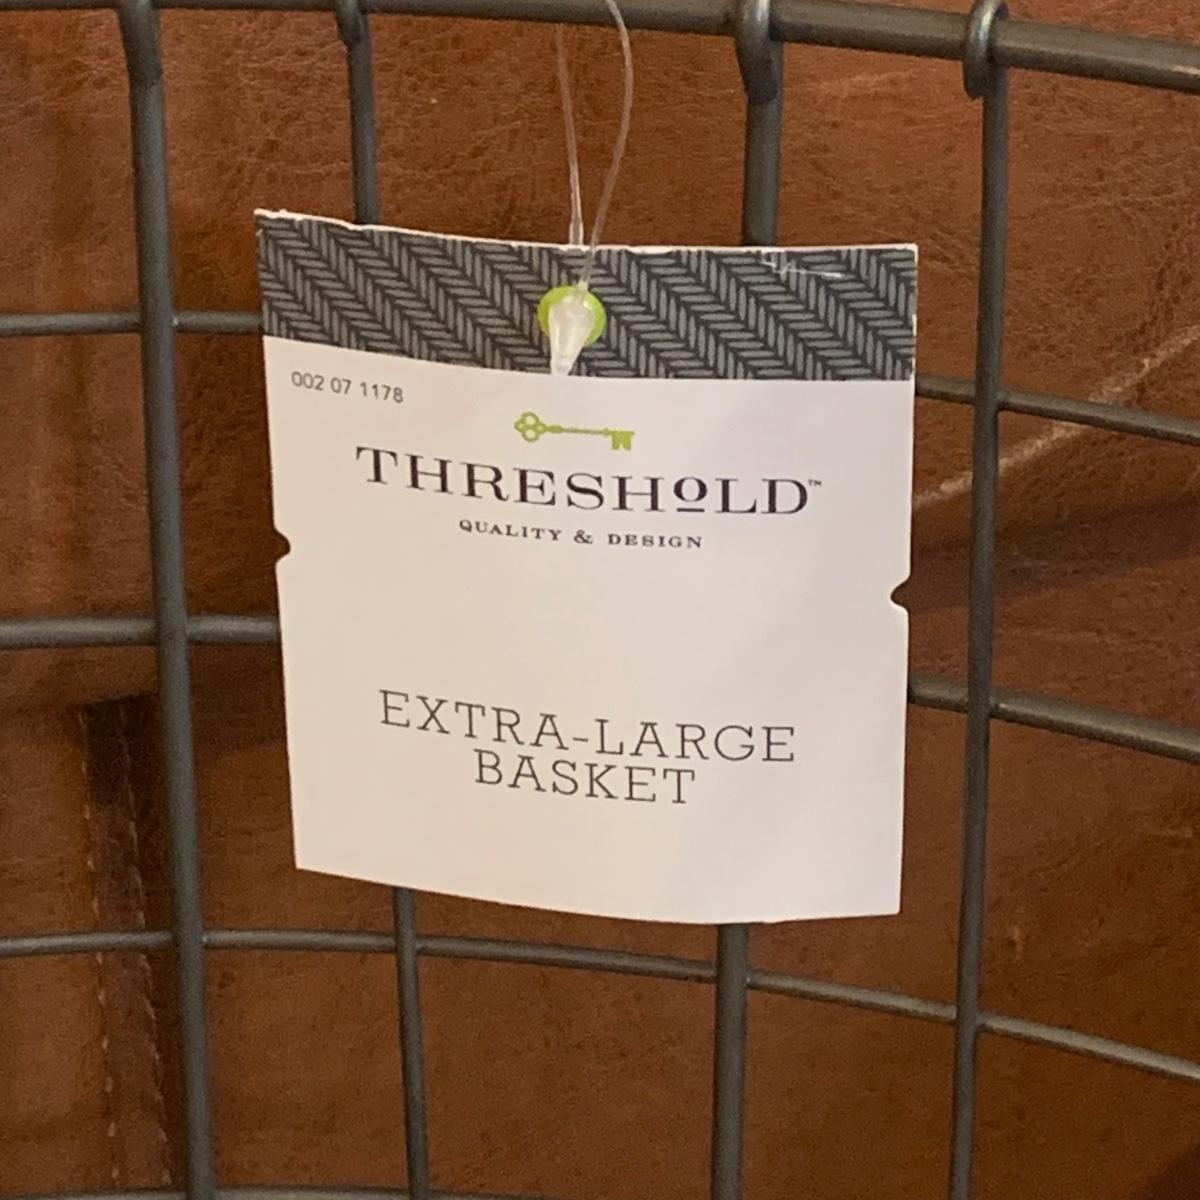 002 07 1178
THRESHOLD™
QUALITY & DESIGN
EXTRA-LARGE
BASKET